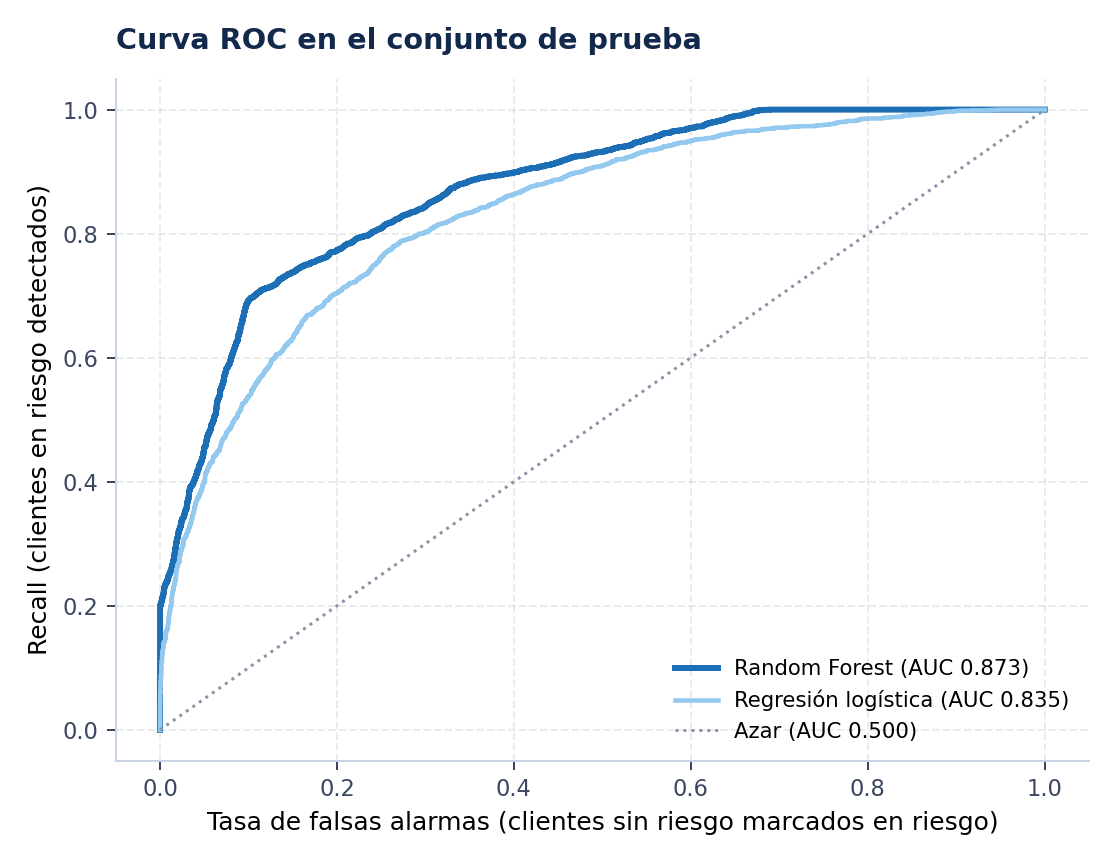 Curva ROC en el conjunto de prueba
Recall (clientes en riesgo detectados)
1.0
0.8
0.6
0.4
0.2
0.0
Random Forest (AUC 0.873)
Regresión logística (AUC 0.835)
Azar (AUC 0.500)
0.0 0.2 0.4 0.6 0.8 1.0
Tasa de falsas alarmas (clientes sin riesgo marcados en riesgo)